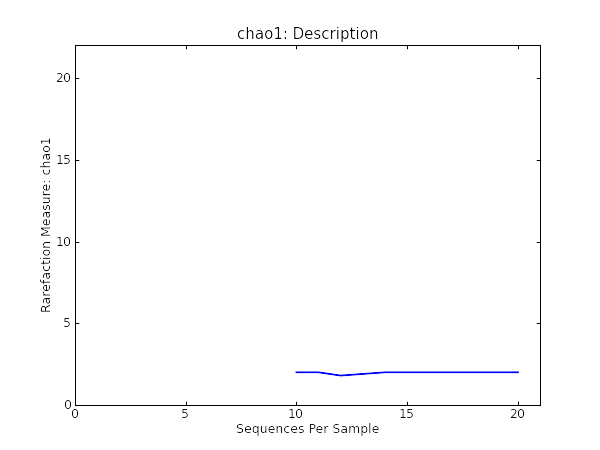 chao1: Description
Rarefaction Measure: chao1
20
15
10
5
0
0 5 10 15 20
Sequences Per Sample